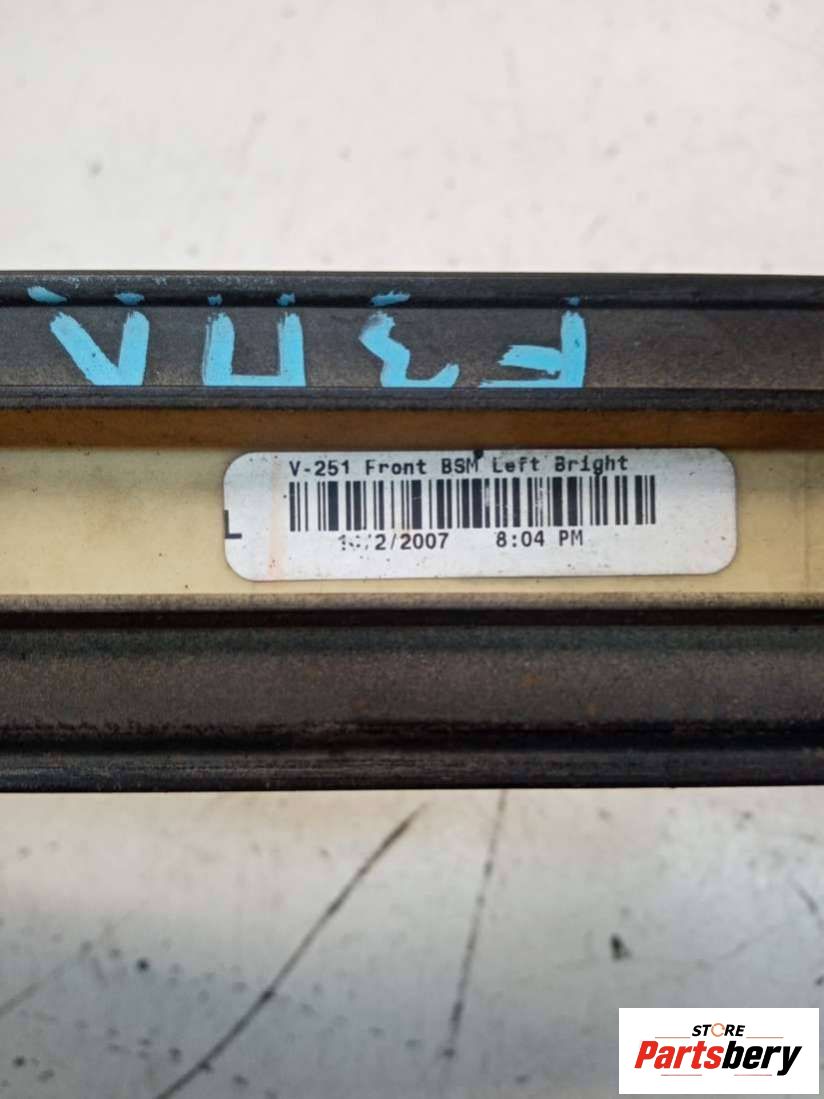 V-251 Front BSM Left Bright
L
8:04 PM
STORE
Partsbery